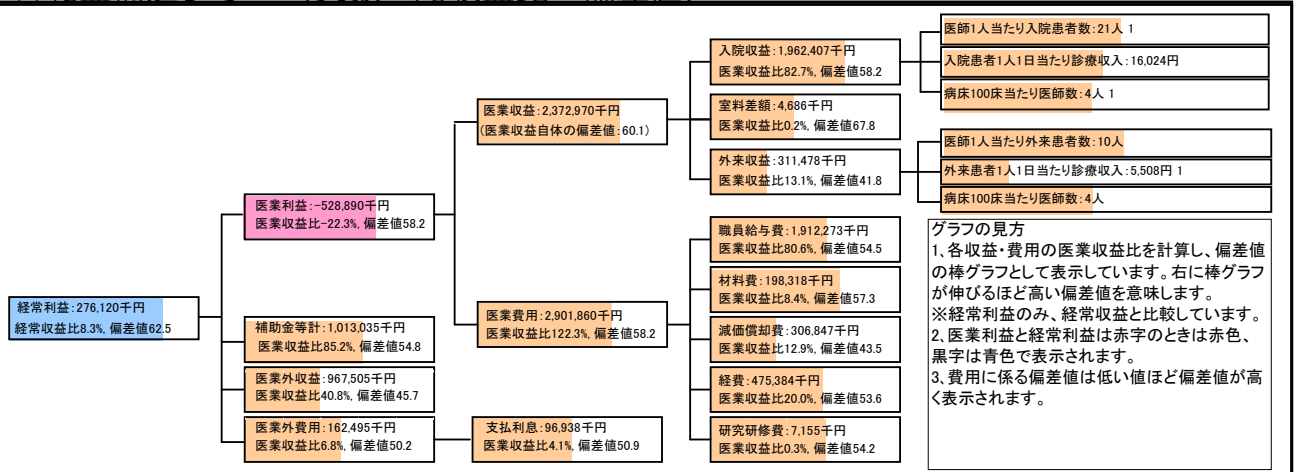 経常利益:276,120千円
経常収益比8.3%, 偏差値62.5
医業利益:-528,890千円
医業収益比-22.3%, 偏差値58.2
補助金等計:1,013,035千円
医業収益比85.2%, 偏差値54.8
医業外収益:967,505千円
医業収益比40.8%, 偏差値45.7
医業外費用:162,495千円
医業収益比6.8%, 偏差値50.2
支払利息:96,938千円
医業収益比4.1%, 偏差値50.9
医業収益:2,372,970千円
(医業収益自体の偏差値:60.1)
医業費用:2,901,860千円
医業収益比122.3%, 偏差値58.2
入院収益:1,962,407千円
医業収益比82.7%, 偏差値58.2
室料差額:4,686千円
医業収益比0.2%, 偏差値67.8
外来収益:311,478千円
医業収益比13.1%, 偏差値41.8
職員給与費:1,912,273千円
医業収益比80.6%, 偏差値54.5
材料費:198,318千円
医業収益比8.4%, 偏差値57.3
減価償却費:306,847千円
医業収益比12.9%, 偏差値43.5
経費:475,384千円
医業収益比20.0%, 偏差値53.6
研究研修費:7,155千円
医業収益比0.3%, 偏差値54.2
医師1人当たり入院患者数:21人 1
入院患者1人1日当たり診療収入:16,024円
病床100床当たり医師数:4人 1
医師1人当たり外来患者数:10人
外来患者1人1日当たり診療収入:5,508円 1
病床100床当たり医師数:4人
グラフの見方
1、各収益・費用の医業収益比を計算し、偏差値
の棒グラフとして表示しています。右に棒グラフ
が伸びるほど高い偏差値を意味します。
※経常利益のみ、経常収益と比較しています。
2、医業利益と経常利益は赤字のときは赤色、
黒字は青色で表示されます。
3、費用に係る偏差値は低い値ほど偏差値が高
く表示されます。